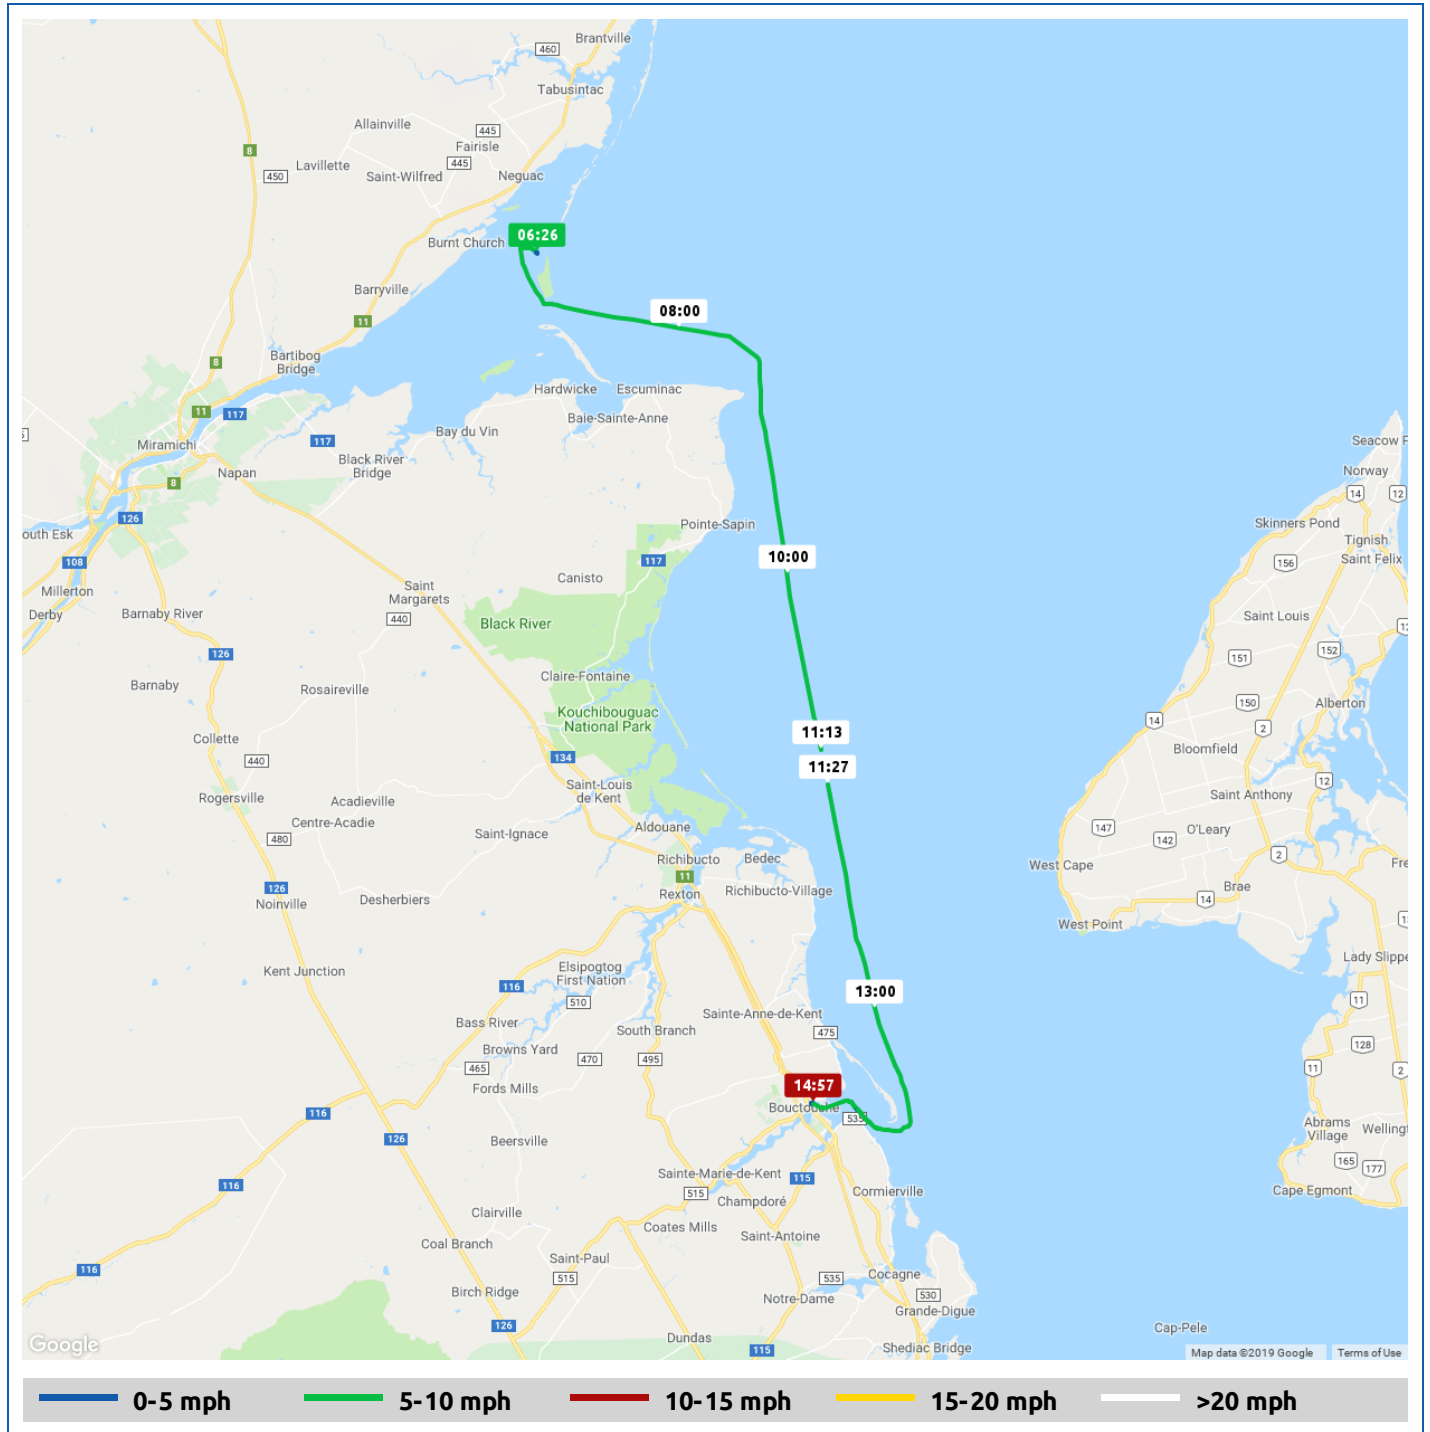 Brantville
460
Tabusintac
Allainville
445
Fairisle
8
445
Lavillette
450
Saint-Wilfred
Neguac
06:26
Burnt Church
Barryville
08:00
11
Bartibog
Bridge
8
Hardwicke
Escuminac
11
117
Baie-Sainte-Anne
117
Bay du Vin
Seacow
Miramichi
Black River
Bridge
Napan
Norway
8
14
12
126
Pointe-Sapin
Skinners Pond
outh Esk
Tignish
108
117
10:00
156
Saint Felix
Canisto
Millerton
Saint
Margarets
Derby
Barnaby River
440
Black River
Saint Louis
126
152
151
Claire-Fontaine
Barnaby
Rosaireville
150
Alberton
Kouchibouguac
National Park
14
2
11:13
Collette
134
Bloomfield
440
11:27
12
Saint-Louis
de Kent
Rogersville
Acadieville
Saint Anthony
Centre-Acadie
Aldouane
480
Saint-Ignace
147
142
O'Leary
Richibucto
Bedec
2
West Cape
Fre
11
126
Rexton
Richibucto-Village
Brae
Noinville
Desherbiers
14
West Point
Lady Slippe
Kent Junction
Elsipogtog
First Nation
116
13:00
510
11
Sainte-Anne-de-Kent
Bass River
South Branch
475
Browns Yard
470
495
128
465
11
2
14:57
Fords Mills
Bouctouche
116
535
Abrams
Village
Wellingt
126
Beersville
165
177
Sainte-Marie-de-Kent
115
116
515
Cormierville
Cape Egmont
Champdoré
Clairville
Coates Mills
Saint-Antoine
Coal Branch
Saint-Paul
116
515
535
Cocagne
Birch Ridge
Notre-Dame
530
Grande-Digue
126
Cap-Pele
Dundas
115
Shediac Bridge
Google
Map data ©2019 Google
Terms of Use
0-5 mph
5-10 mph
10-15 mph
15-20 mph
>20 mph